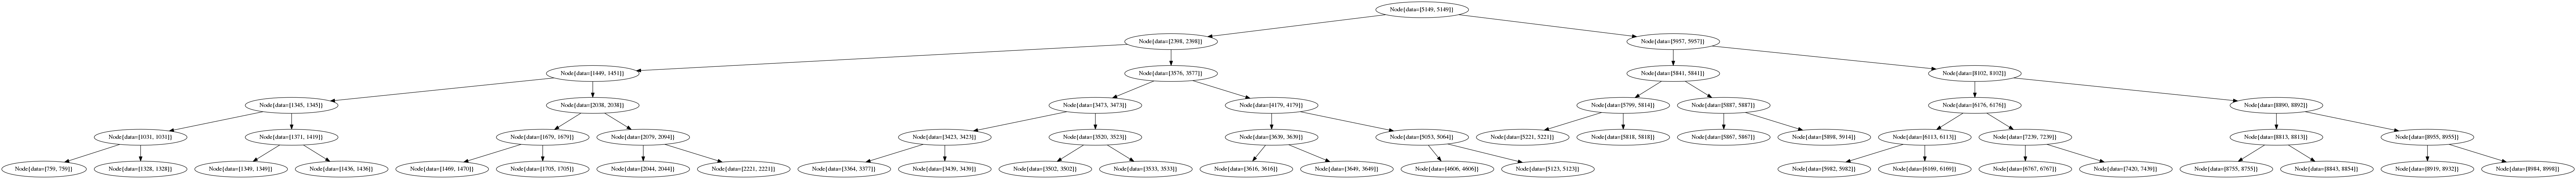 Node[data=[5149, 5149]]
Node[data=[2398, 2398]]
Node[data=[5957, 5957]]
Node[data=[1449, 1451]]
Node[data=[3576, 3577]]
Node[data=[5841, 5841]]
Node[data=[8102, 8102]]
Node[data=[1345, 1345]]
Node[data=[2038, 2038]]
Node[data=[3473, 3473]]
Node[data=[4179, 4179]]
Node[data=[5799, 5814]]
Node[data=[5887, 5887]]
Node[data=[6176, 6176]]
Node[data=[8890, 8892]]
Node[data=[1031, 1031]]
Node[data=[1371, 1419]]
Node[data=[1679, 1679]]
Node[data=[2079, 2094]]
Node[data=[3423, 3423]]
Node[data=[3520, 3523]]
Node[data=[3639, 3639]]
Node[data=[5053, 5064]]
Node[data=[5221, 5221]]
Node[data=[5818, 5818]]
Node[data=[5867, 5867]]
Node[data=[5898, 5914]]
Node[data=[6113, 6113]]
Node[data=[7239, 7239]]
Node[data=[8813, 8813]]
Node[data=[8955, 8955]]
Node[data=[759, 759]]
Node[data=[1328, 1328]]
Node[data=[1349, 1349]]
Node[data=[1436, 1436]]
Node[data=[1469, 1470]]
Node[data=[1705, 1705]]
Node[data=[2044, 2044]]
Node[data=[2221, 2221]]
Node[data=[3364, 3377]]
Node[data=[3439, 3439]]
Node[data=[3502, 3502]]
Node[data=[3533, 3533]]
Node[data=[3616, 3616]]
Node[data=[3649, 3649]]
Node[data=[4606, 4606]]
Node[data=[5123, 5123]]
Node[data=[5982, 5982]]
Node[data=[6169, 6169]]
Node[data=[6767, 6767]]
Node[data=[7420, 7439]]
Node[data=[8755, 8755]]
Node[data=[8843, 8854]]
Node[data=[8919, 8932]]
Node[data=[8984, 8998]]